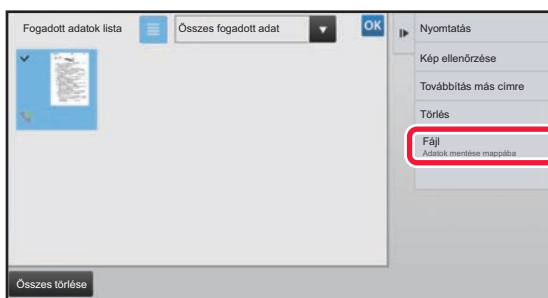 Fogadott adatok lista
Összes fogadott adat
OK
Nyomtatás
Kép ellenőrzése
Továbbítás más címre
Törlés
Fájl
Adatok mentése mappába
Összes törlése